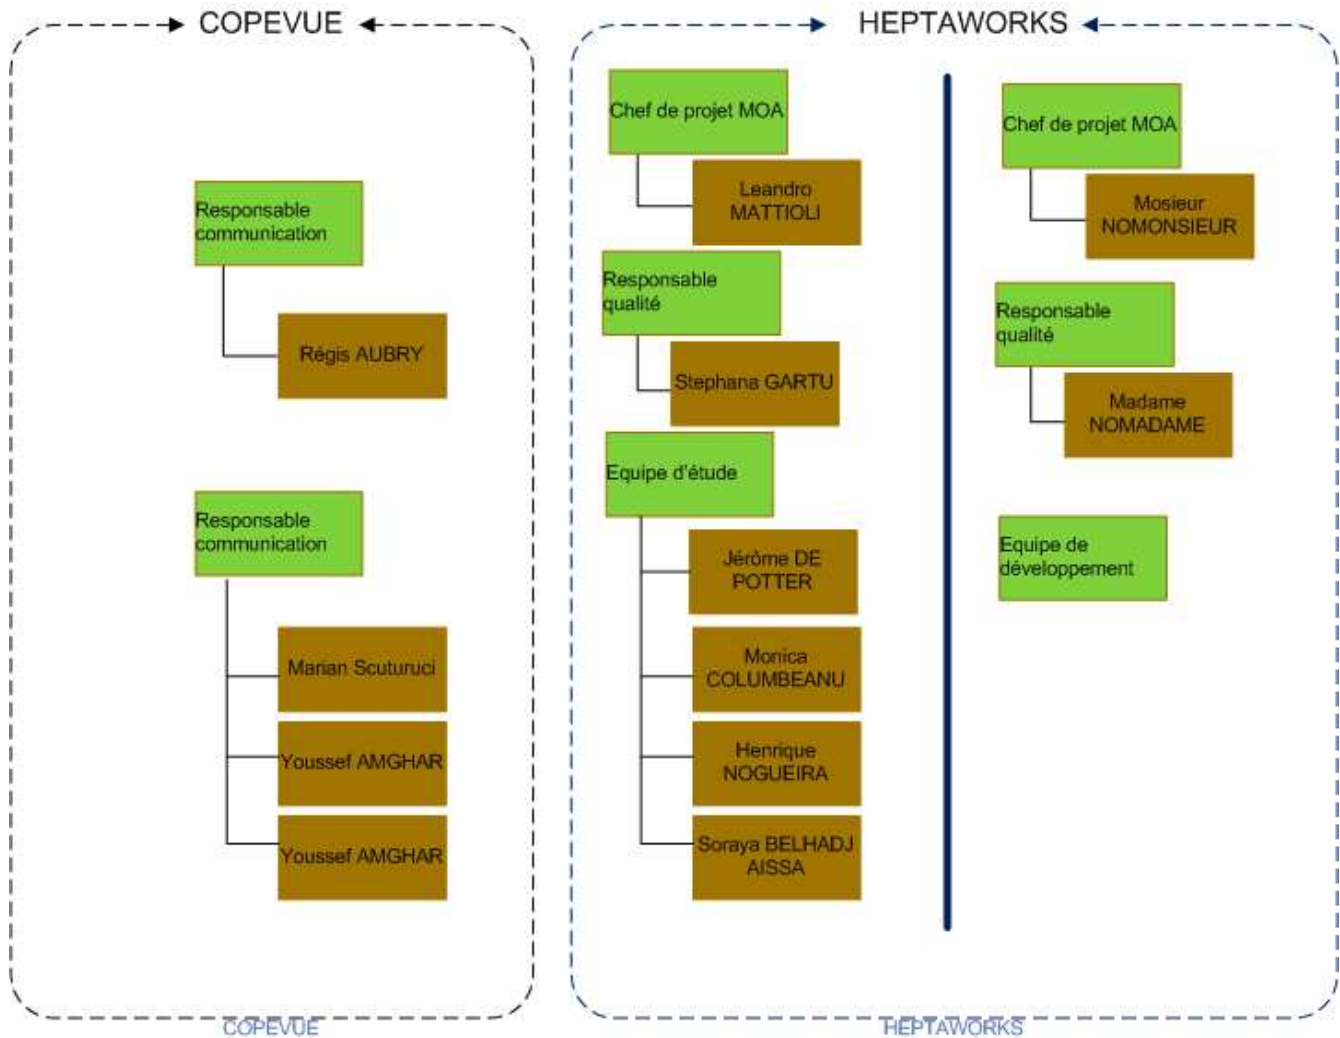 COPEVUE
Responsable
communication
Régis AUBRY
Responsable
communication
Marian Scuturuci
Youssef AMGHAR
Youssef AMGHAR
COPEVUE
HEPTAWORKS
Chef de projet MOA
Leandro
MATTIOLI
Responsable
qualité
Stephana GARTU
Equipe d'étude
Jérôme DE
POTTER
Monica
COLUMBEANU
Henrique
NOGUEIRA
Soraya BELHADJ
AISSA
Chef de projet MOA
Mosieur
NOMONSIEUR
Responsable
qualité
Madame
NOMADAME
Equipe de
développement
HEPTAWORKS